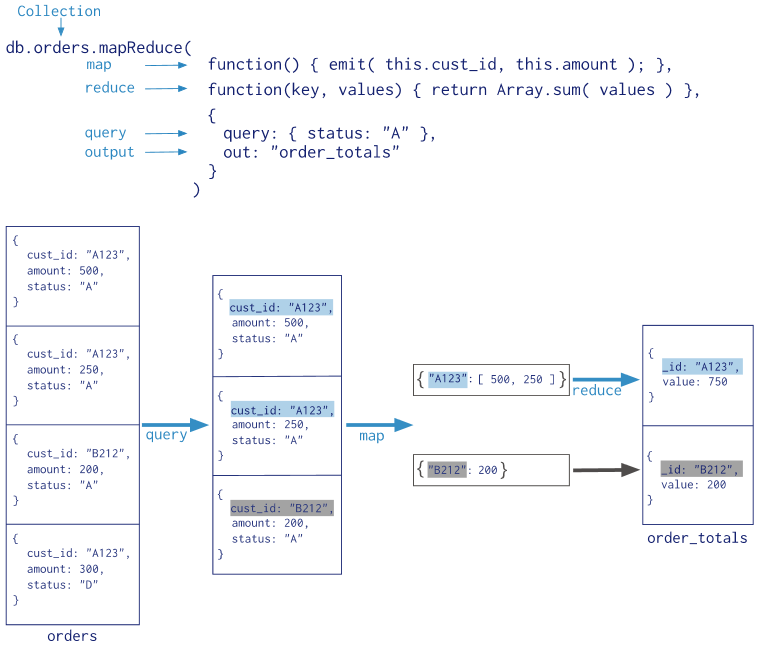 Collection
db.orders.mapReduce(
map function() { emit( this.cust_id, this.amount ); },
reduce function(key, values) { return Array.sum( values ) },
{
query query: { status: "A" },
output out: "order_totals"
}
)
{
cust_id: "A123",
amount: 500,
status: "A"
}
{
cust_id: "A123",
amount: 250,
status: "A"
}
{
cust_id: "B212",
amount: 200,
status: "A"
}
{
cust_id: "A123",
amount: 300,
status: "D"
}
orders
query
{
cust_id: "A123",
amount: 500,
status: "A"
}
{
cust_id: "A123",
amount: 250,
status: "A"
}
{
cust_id: "B212",
amount: 200,
status: "A"
}
map
{ "A123": [ 500, 250 ] }
{ "B212": 200 }
reduce
{
_id: "A123",
value: 750
}
{
_id: "B212",
value: 200
}
order_totals